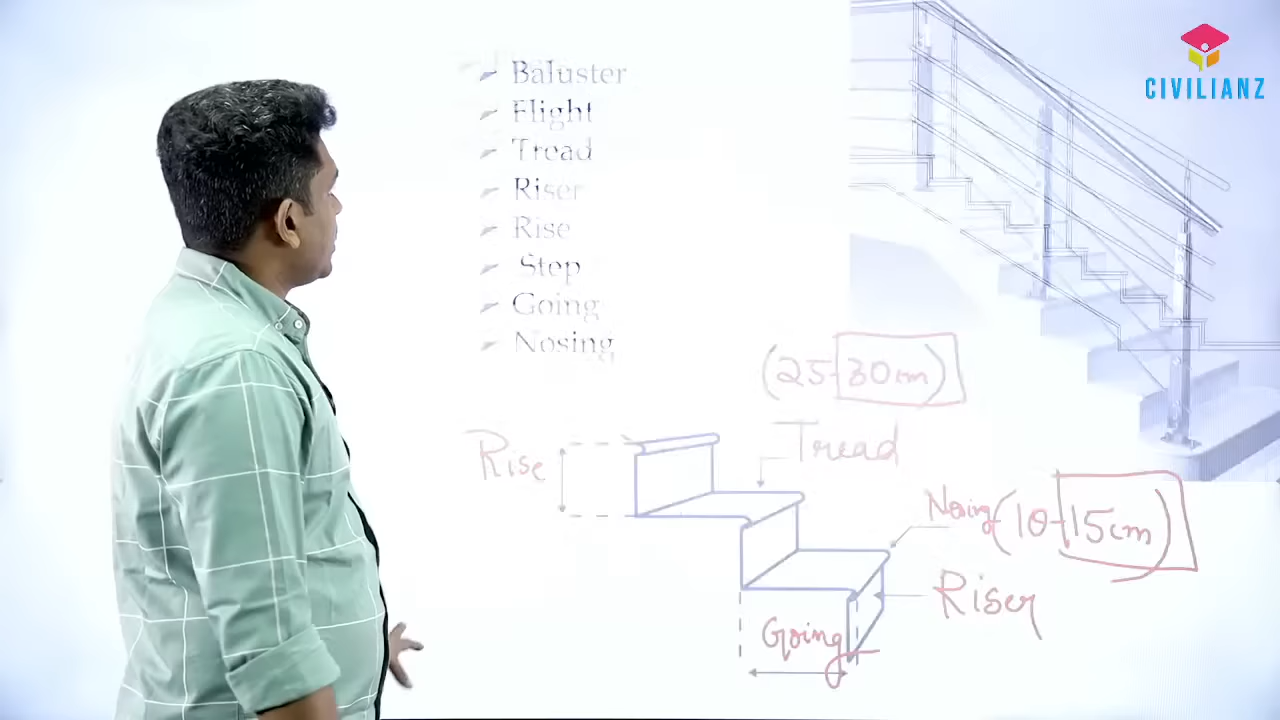 CIVILIANZ
Baluster
Flight
Tread
Riser
Rise
Step
Going
Nosing
(25-30cm)
Tread
Rise
Nosing (10-15cm)
Riser
Going